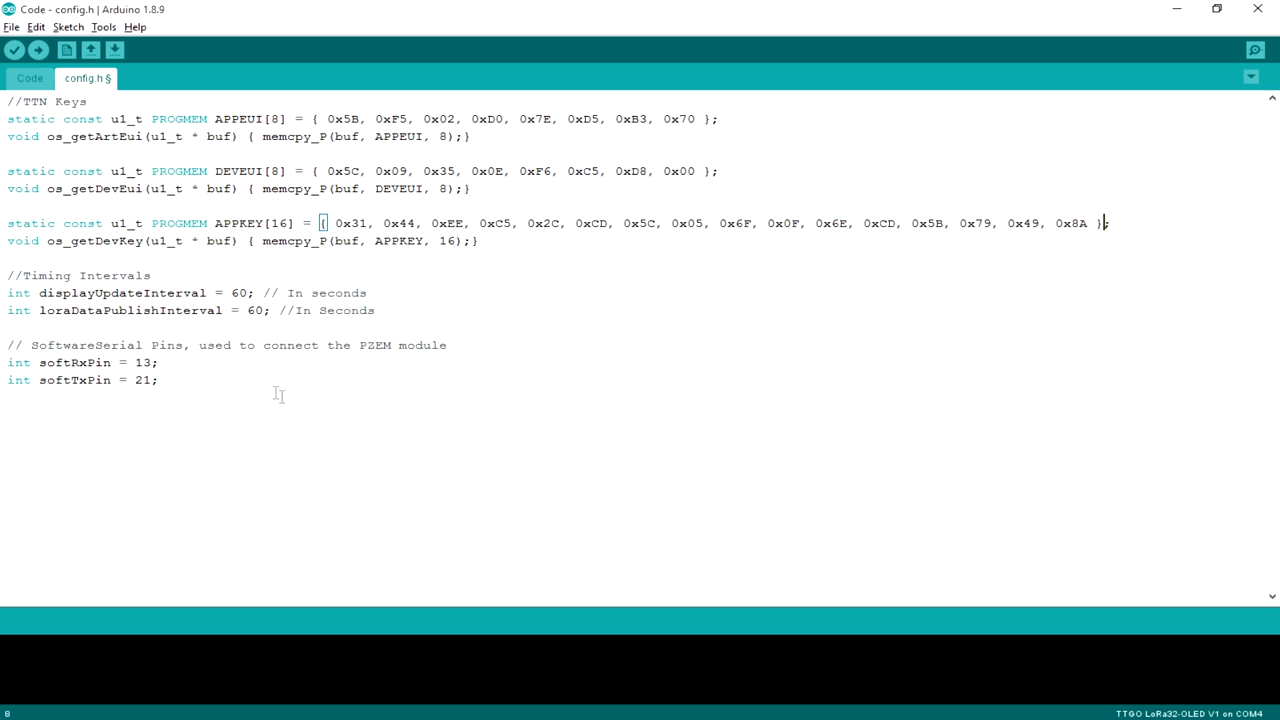 Code - config.h | Arduino 1.8.9
File Edit Sketch Tools Help
Code config.h §
//TTN Keys
static const u1_t PROGMEM APPEUI[8] = { 0x5B, 0xF5, 0x02, 0xD0, 0x7E, 0xD5, 0xB3, 0x70 };
void os_getArtEui(u1_t * buf) { memcpy_P(buf, APPEUI, 8);}
static const u1_t PROGMEM DEVEUI[8] = { 0x5C, 0x09, 0x35, 0x0E, 0xF6, 0xC5, 0xD8, 0x00 };
void os_getDevEui(u1_t * buf) { memcpy_P(buf, DEVEUI, 8);}
static const u1_t PROGMEM APPKEY[16] = { 0x31, 0x44, 0xEE, 0xC5, 0x2C, 0xCD, 0x5C, 0x05, 0x6F, 0x0F, 0x6E, 0xCD, 0x5B, 0x79, 0x49, 0x8A };
void os_getDevKey(u1_t * buf) { memcpy_P(buf, APPKEY, 16);}
//Timing Intervals
int displayUpdateInterval = 60; // In seconds
int loraDataPublishInterval = 60; //In Seconds
// SoftwareSerial Pins, used to connect the PZEM module
int softRxPin = 13;
int softTxPin = 21;
8 TTGO LoRa32-OLED V1 on COM4